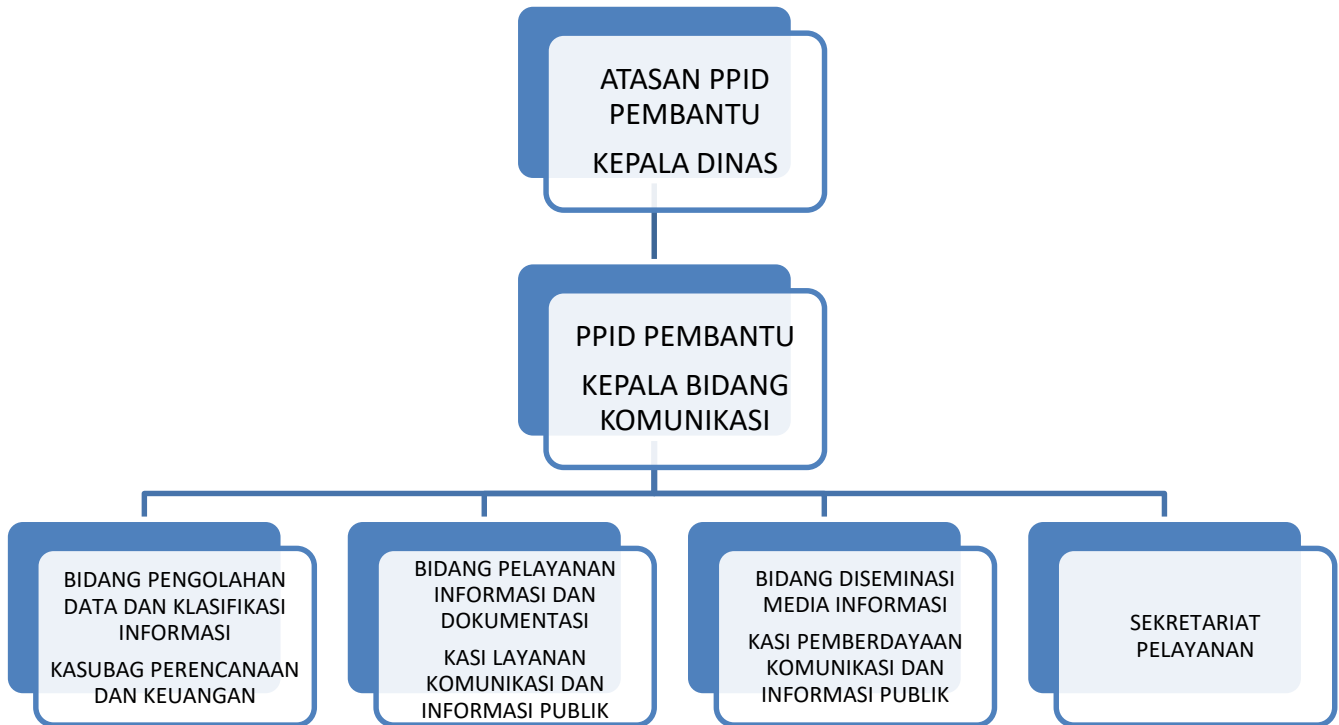 ATASAN PPID
PEMBANTU
KEPALA DINAS
PPID PEMBANTU
KEPALA BIDANG
KOMUNIKASI
BIDANG PENGOLAHAN
DATA DAN KLASIFIKASI
INFORMASI
KASUBAG PERENCANAAN
DAN KEUANGAN
BIDANG PELAYANAN
INFORMASI DAN
DOKUMENTASI
KASI LAYANAN
KOMUNIKASI DAN
INFORMASI PUBLIK
BIDANG DISEMINASI
MEDIA INFORMASI
KASI PEMBERDAYAAN
KOMUNIKASI DAN
INFORMASI PUBLIK
SEKRETARIAT
PELAYANAN